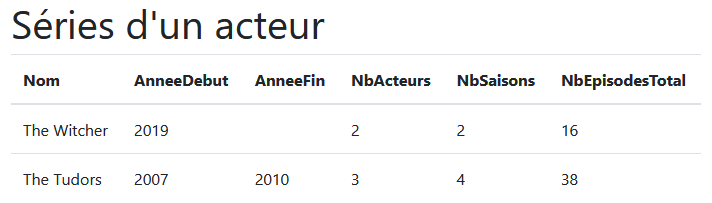 Séries d'un acteur
Nom AnneeDebut AnneeFin NbActeurs NbSaisons NbEpisodesTotal
The Witcher 2019 2 2 16
The Tudors 2007 2010 3 4 38